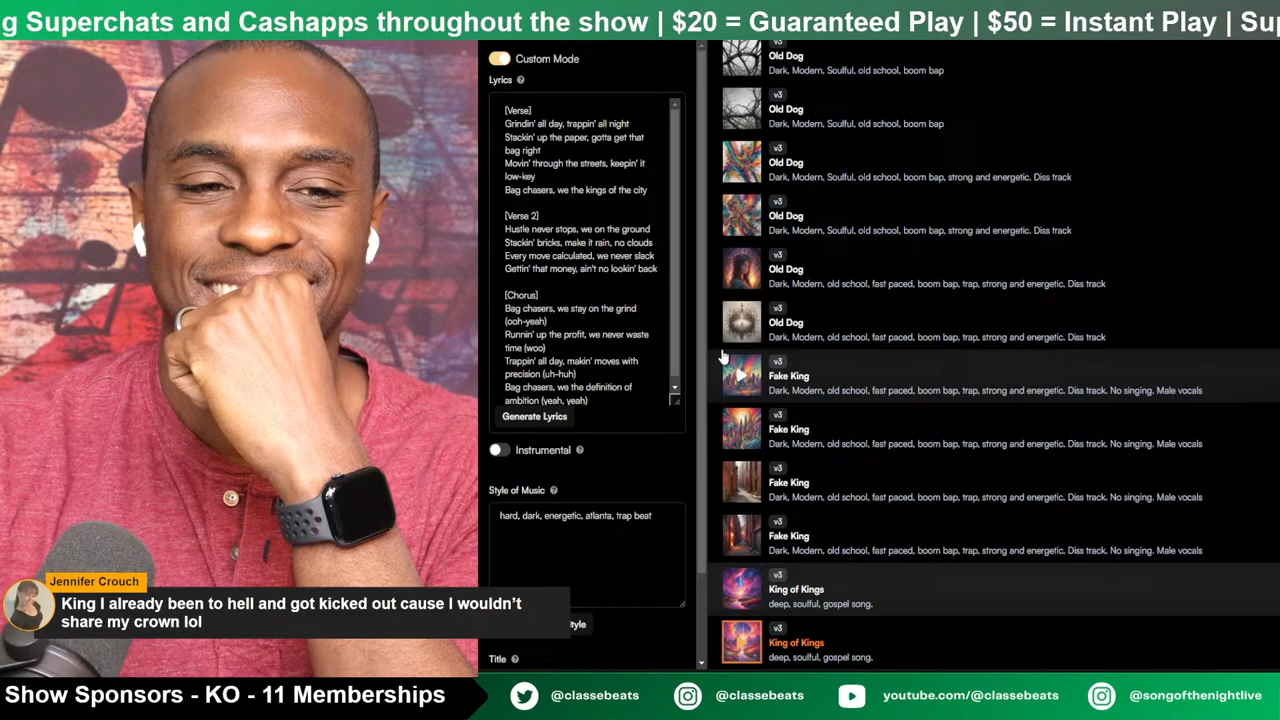 g Superchats and Cashapps throughout the show | $20 = Guaranteed Play | $50 = Instant Play | Sup
Custom Mode
Lyrics
[Verse]
Grindin' all day, trappin' all night
Stackin' up the paper, gotta get that
bag right
Movin' through the streets, keepin' it
low-key
Bag chasers, we the kings of the city
[Verse 2]
Hustle never stops, we on the ground
Stackin' bricks, make it rain, no clouds
Every move calculated, we never slack
Gettin' that money, ain't no lookin' back
[Chorus]
Bag chasers, we stay on the grind
(ooh-yeah)
Runnin' up the profit, we never waste
time (woo)
Trappin' all day, makin' moves with
precision (uh-huh)
Bag chasers, we the definition of
ambition (yeah, yeah)
Generate Lyrics
Instrumental
Style of Music
hard, dark, energetic, atlanta, trap beat
tyle
Title
v3
Old Dog
Dark, Modern, Soulful, old school, boom bap
v3
Old Dog
Dark, Modern, Soulful, old school, boom bap
v3
Old Dog
Dark, Modern, Soulful, old school, boom bap, strong and energetic. Diss track
v3
Old Dog
Dark, Modern, Soulful, old school, boom bap, strong and energetic. Diss track
v3
Old Dog
Dark, Modern, old school, fast paced, boom bap, trap, strong and energetic. Diss track
v3
Old Dog
Dark, Modern, old school, fast paced, boom bap, trap, strong and energetic. Diss track
v3
Fake King
Dark, Modern, old school, fast paced, boom bap, trap, strong and energetic. Diss track. No singing. Male vocals
v3
Fake King
Dark, Modern, old school, fast paced, boom bap, trap, strong and energetic. Diss track. No singing. Male vocals
v3
Fake King
Dark, Modern, old school, fast paced, boom bap, trap, strong and energetic. Diss track. No singing. Male vocals
v3
Fake King
Dark, Modern, old school, fast paced, boom bap, trap, strong and energetic. Diss track. No singing. Male vocals
v3
King of Kings
deep, soulful, gospel song.
v3
King of Kings
deep, soulful, gospel song.
Jennifer Crouch
King I already been to hell and got kicked out cause I wouldn't
share my crown lol
Show Sponsors - KO - 11 Memberships
@classebeats
@classebeats
youtube.com/@classebeats
@songofthenightlive